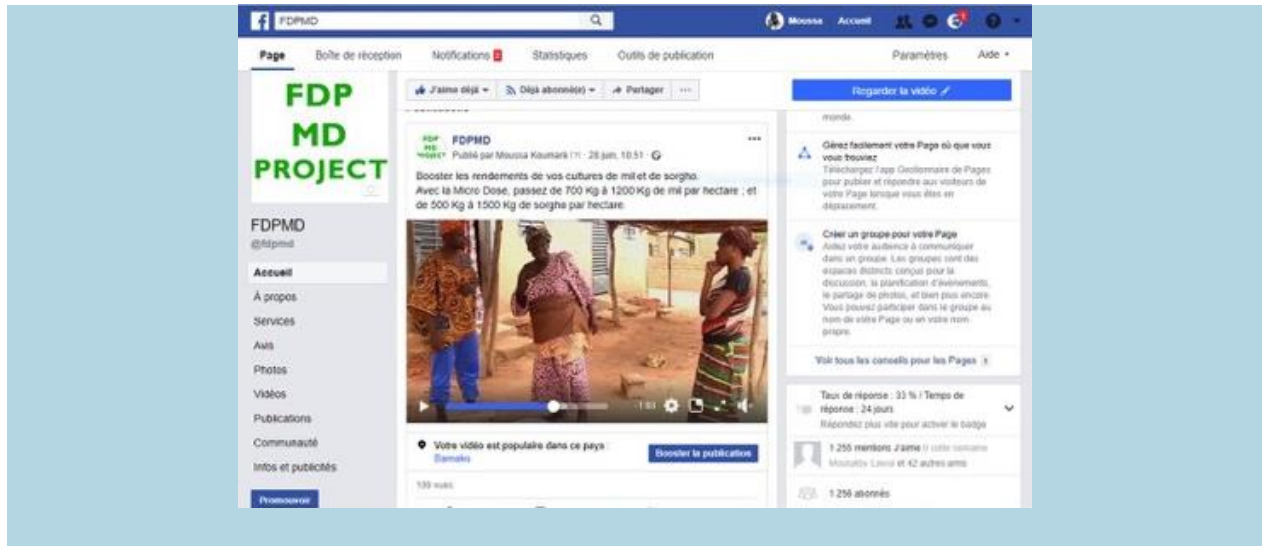 FDPMD
Moussa Accueil
Page Boîte de réception Notifications Statistiques Outils de publication Paramètres Aide
FDP
MD
PROJECT
FDPMD
@fdpmd
Accueil
À propos
Services
Avis
Photos
Vidéos
Publications
Communauté
Infos et publicités
Promouvoir
J'aime déjà Déjà abonné(e) Partager ...
FDP
MD
PROJECT
FDPMD
Publié par Moussa Koumaré [?] · 28 juin, 10:51
Booster les rendements de vos cultures de mil et de sorgho.
Avec la Micro Dose, passez de 700 Kg à 1200 Kg de mil par hectare ; et
de 500 Kg à 1500 Kg de sorgho par hectare.
Votre vidéo est populaire dans ce pays :
Bamako
Booster la publication
vues
Regarder la vidéo
monde.
Gérez facilement votre Page où que vous
vous trouviez
Téléchargez l'app Gestionnaire de Pages
pour publier et répondre aux visiteurs de
votre Page lorsque vous êtes en
déplacement.
Créer un groupe pour votre Page
Aidez votre audience à communiquer
dans un groupe. Les groupes sont des
espaces distincts conçus pour la
discussion, la planification d'évènements,
le partage de photos, et bien plus encore.
Vous pouvez participer dans le groupe au
nom de votre Page ou en votre nom
propre.
Voir tous les conseils pour les Pages
Taux de réponse : 33 % / Temps de
réponse : 24 jours
Répondez plus vite pour activer le badge
1 255 mentions J'aime 0 cette semaine
et 42 autres amis
1 256 abonnés